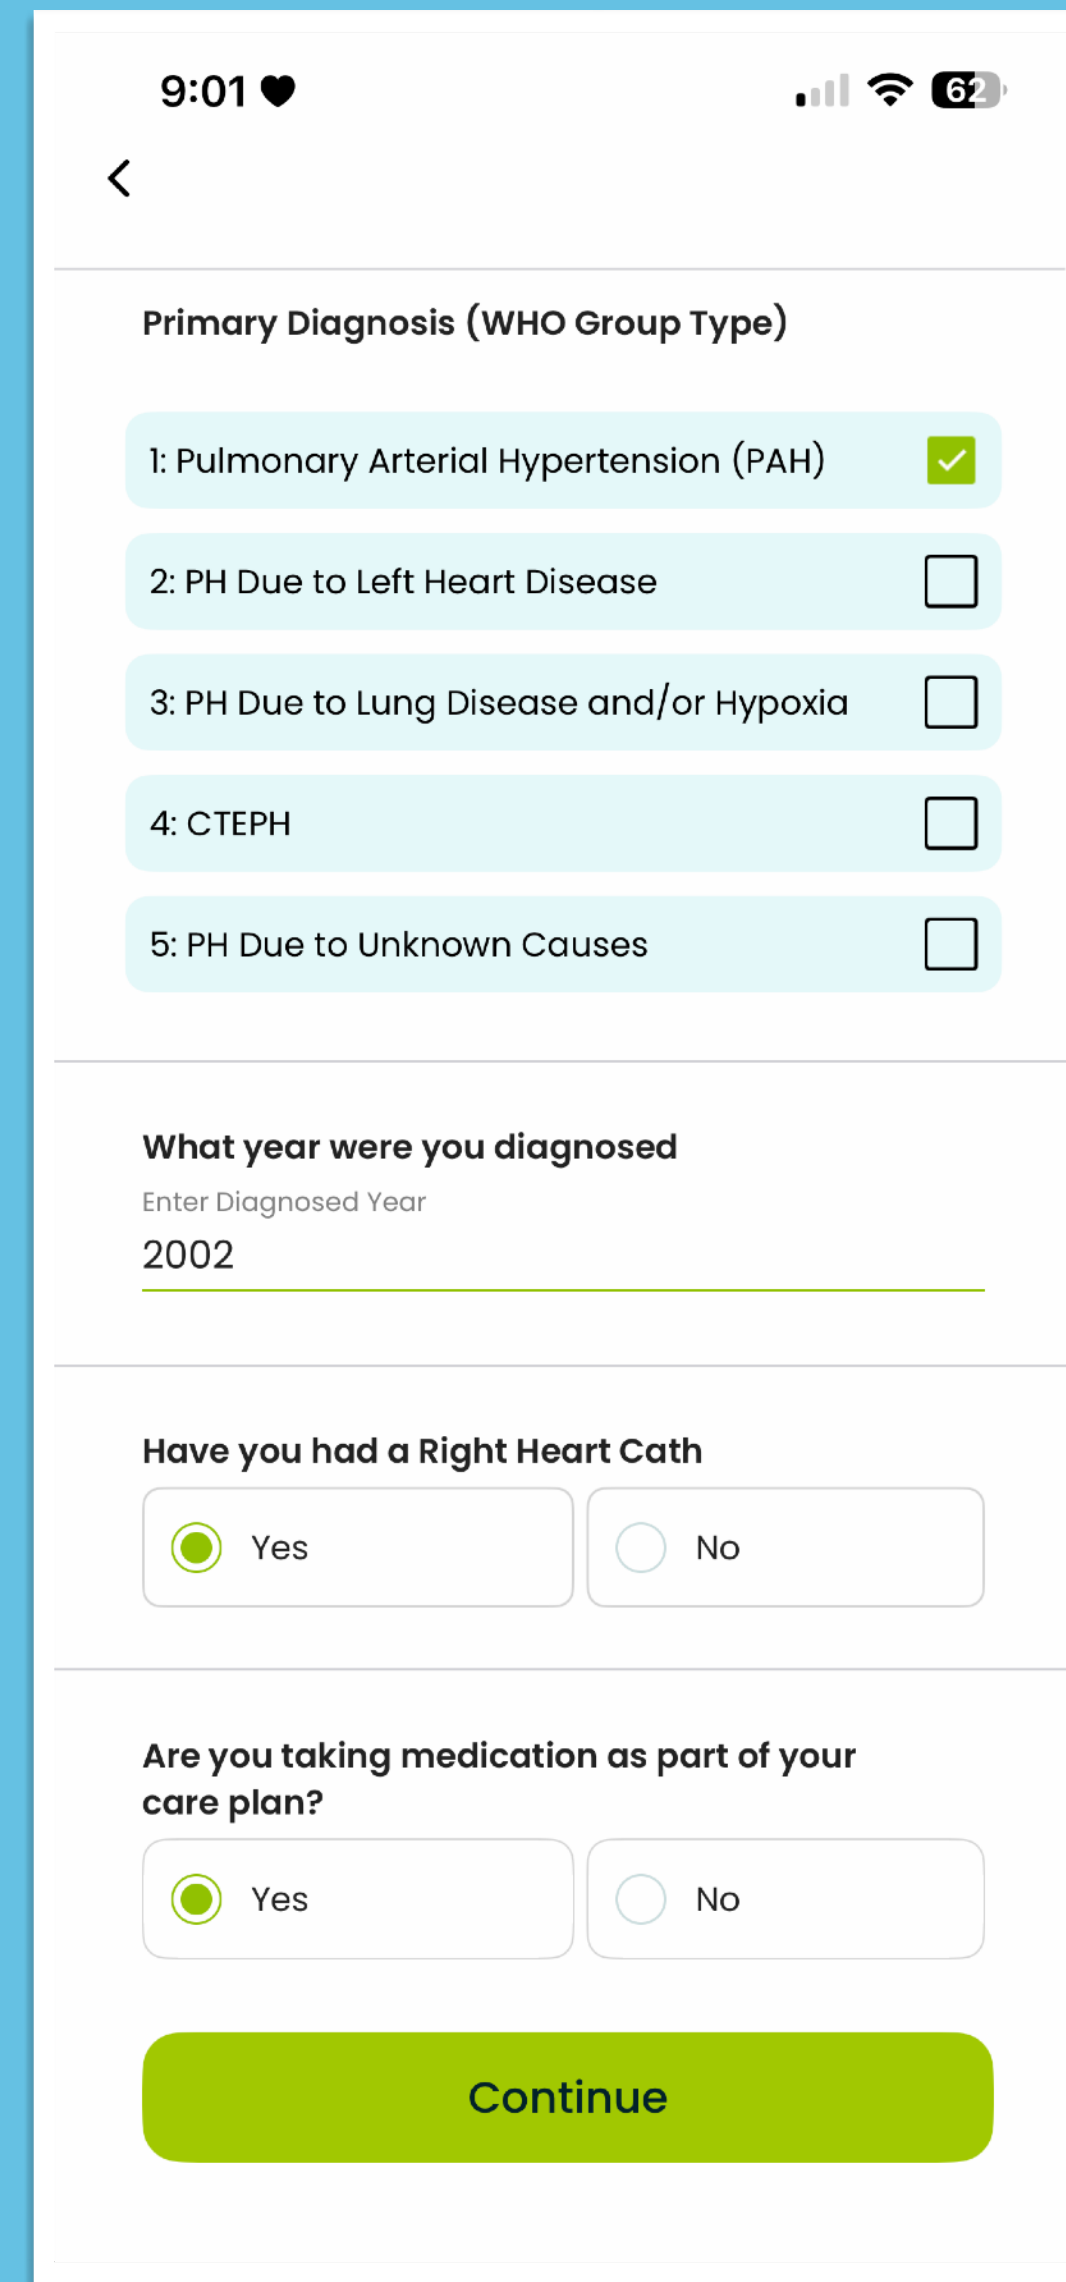 9:01
62
Primary Diagnosis (WHO Group Type)
1: Pulmonary Arterial Hypertension (PAH)
2: PH Due to Left Heart Disease
3: PH Due to Lung Disease and/or Hypoxia
4: CTEPH
5: PH Due to Unknown Causes
What year were you diagnosed
Enter Diagnosed Year
2002
Have you had a Right Heart Cath
Yes No
Are you taking medication as part of your
care plan?
Yes No
Continue